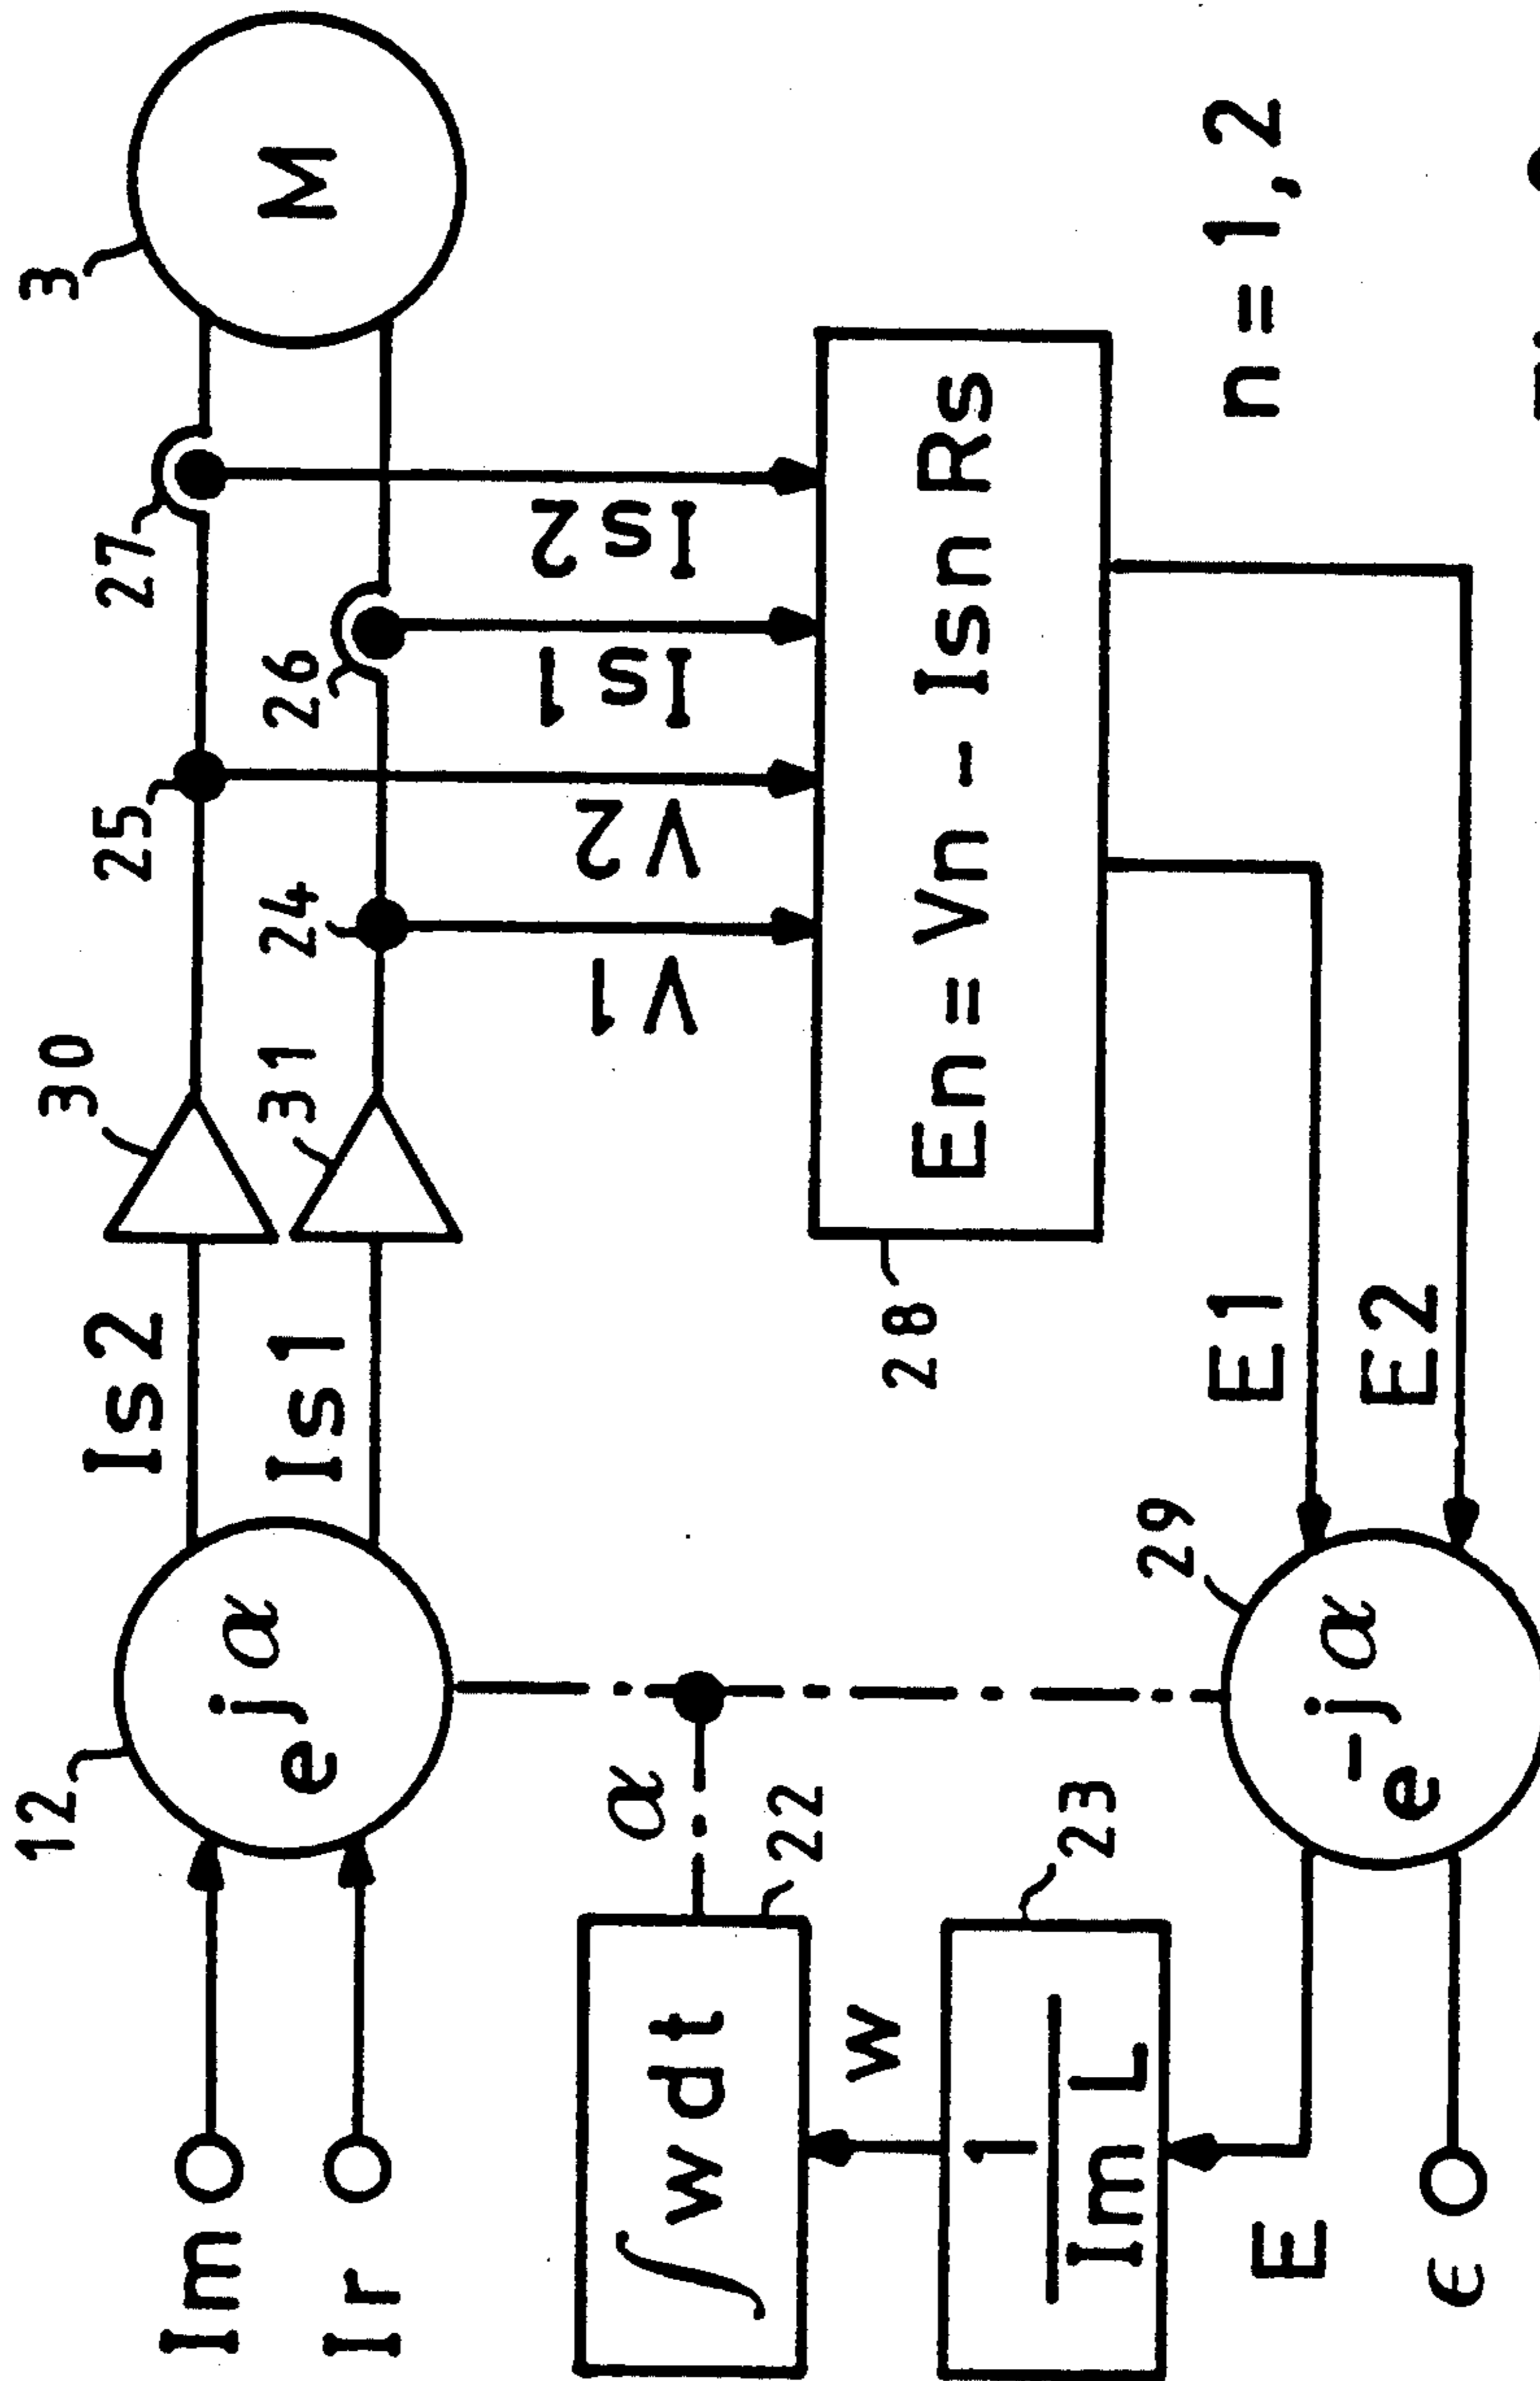 12
Im
Ir
e^jα
Is2
Is1
30
31
25
24
27
26
3
M
α
∫wdt
22
w
1
Im L
23
V1
V2
Is1
Is2
En = Vn - Isn Rs
28
n = 1, 2
E
ϵ
e^-jα
29
E1
E2